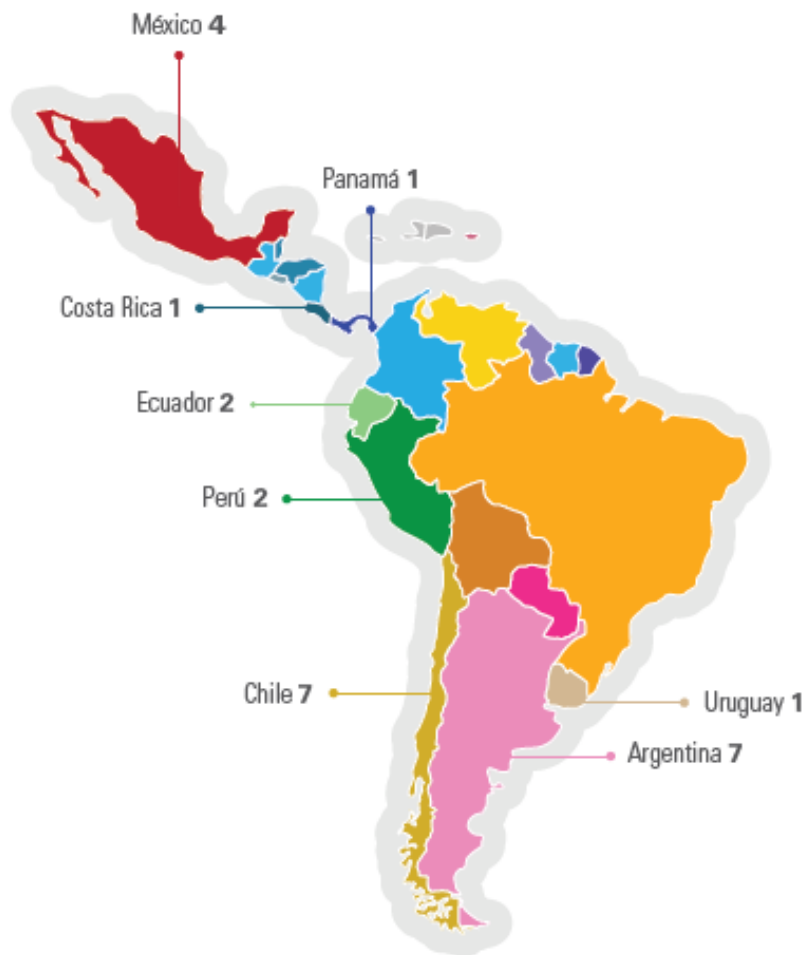 México 4
Panamá 1
Costa Rica 1
Ecuador 2
Perú 2
Chile 7
Uruguay 1
Argentina 7